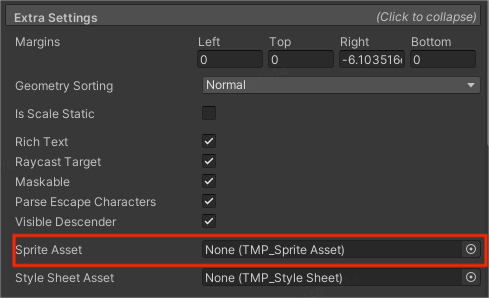 Extra Settings (Click to collapse)
Left Top Right Bottom
Margins
0 0 -6.103516e 0
Geometry Sorting Normal
Is Scale Static
Rich Text
Raycast Target
Maskable
Parse Escape Characters
Visible Descender
Sprite Asset None (TMP_Sprite Asset)
Style Sheet Asset None (TMP_Style Sheet)